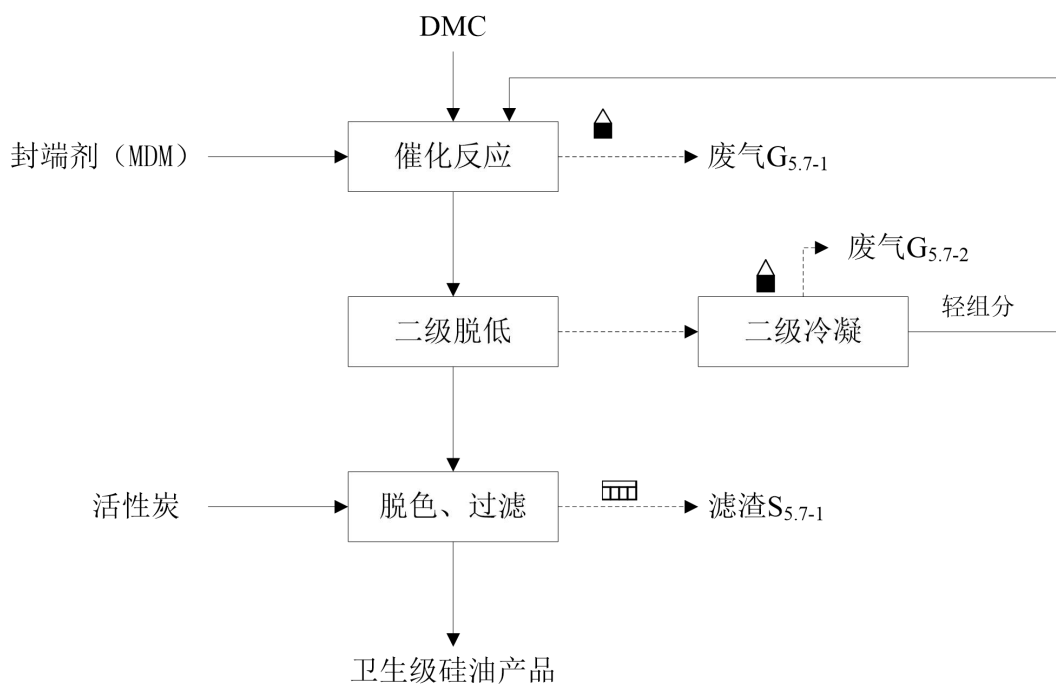 DMC
封端剂（MDM）
催化反应
废气G5.7-1
废气G5.7-2
二级脱低
二级冷凝
轻组分
活性炭
脱色、过滤
滤渣S5.7-1
卫生级硅油产品